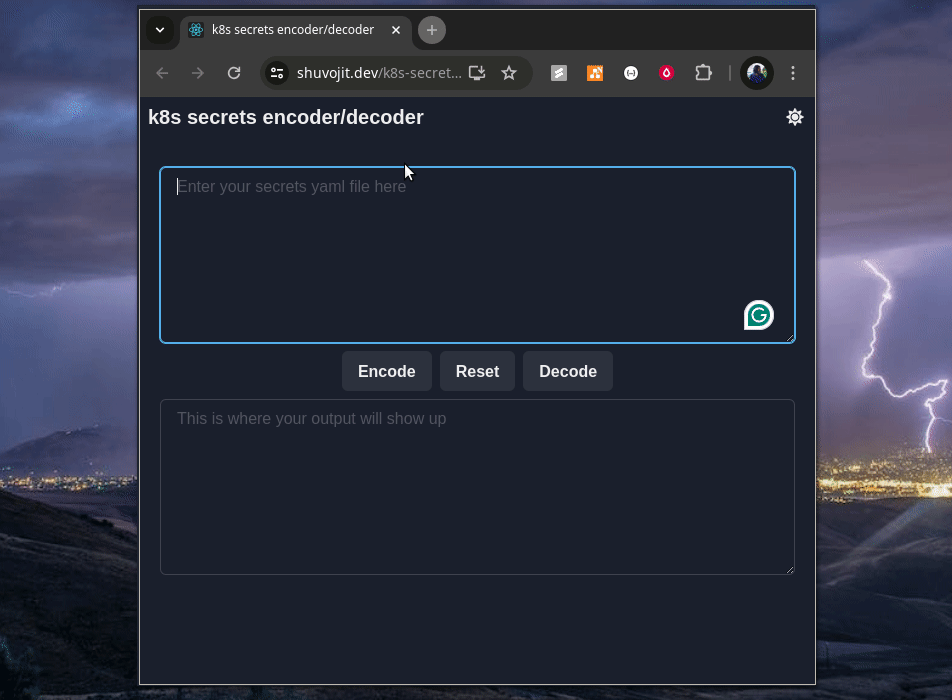 k8s secrets encoder/decoder
shuvojit.dev/k8s-secret...
k8s secrets encoder/decoder
Enter your secrets yaml file here
Encode
Reset
Decode
This is where your output will show up